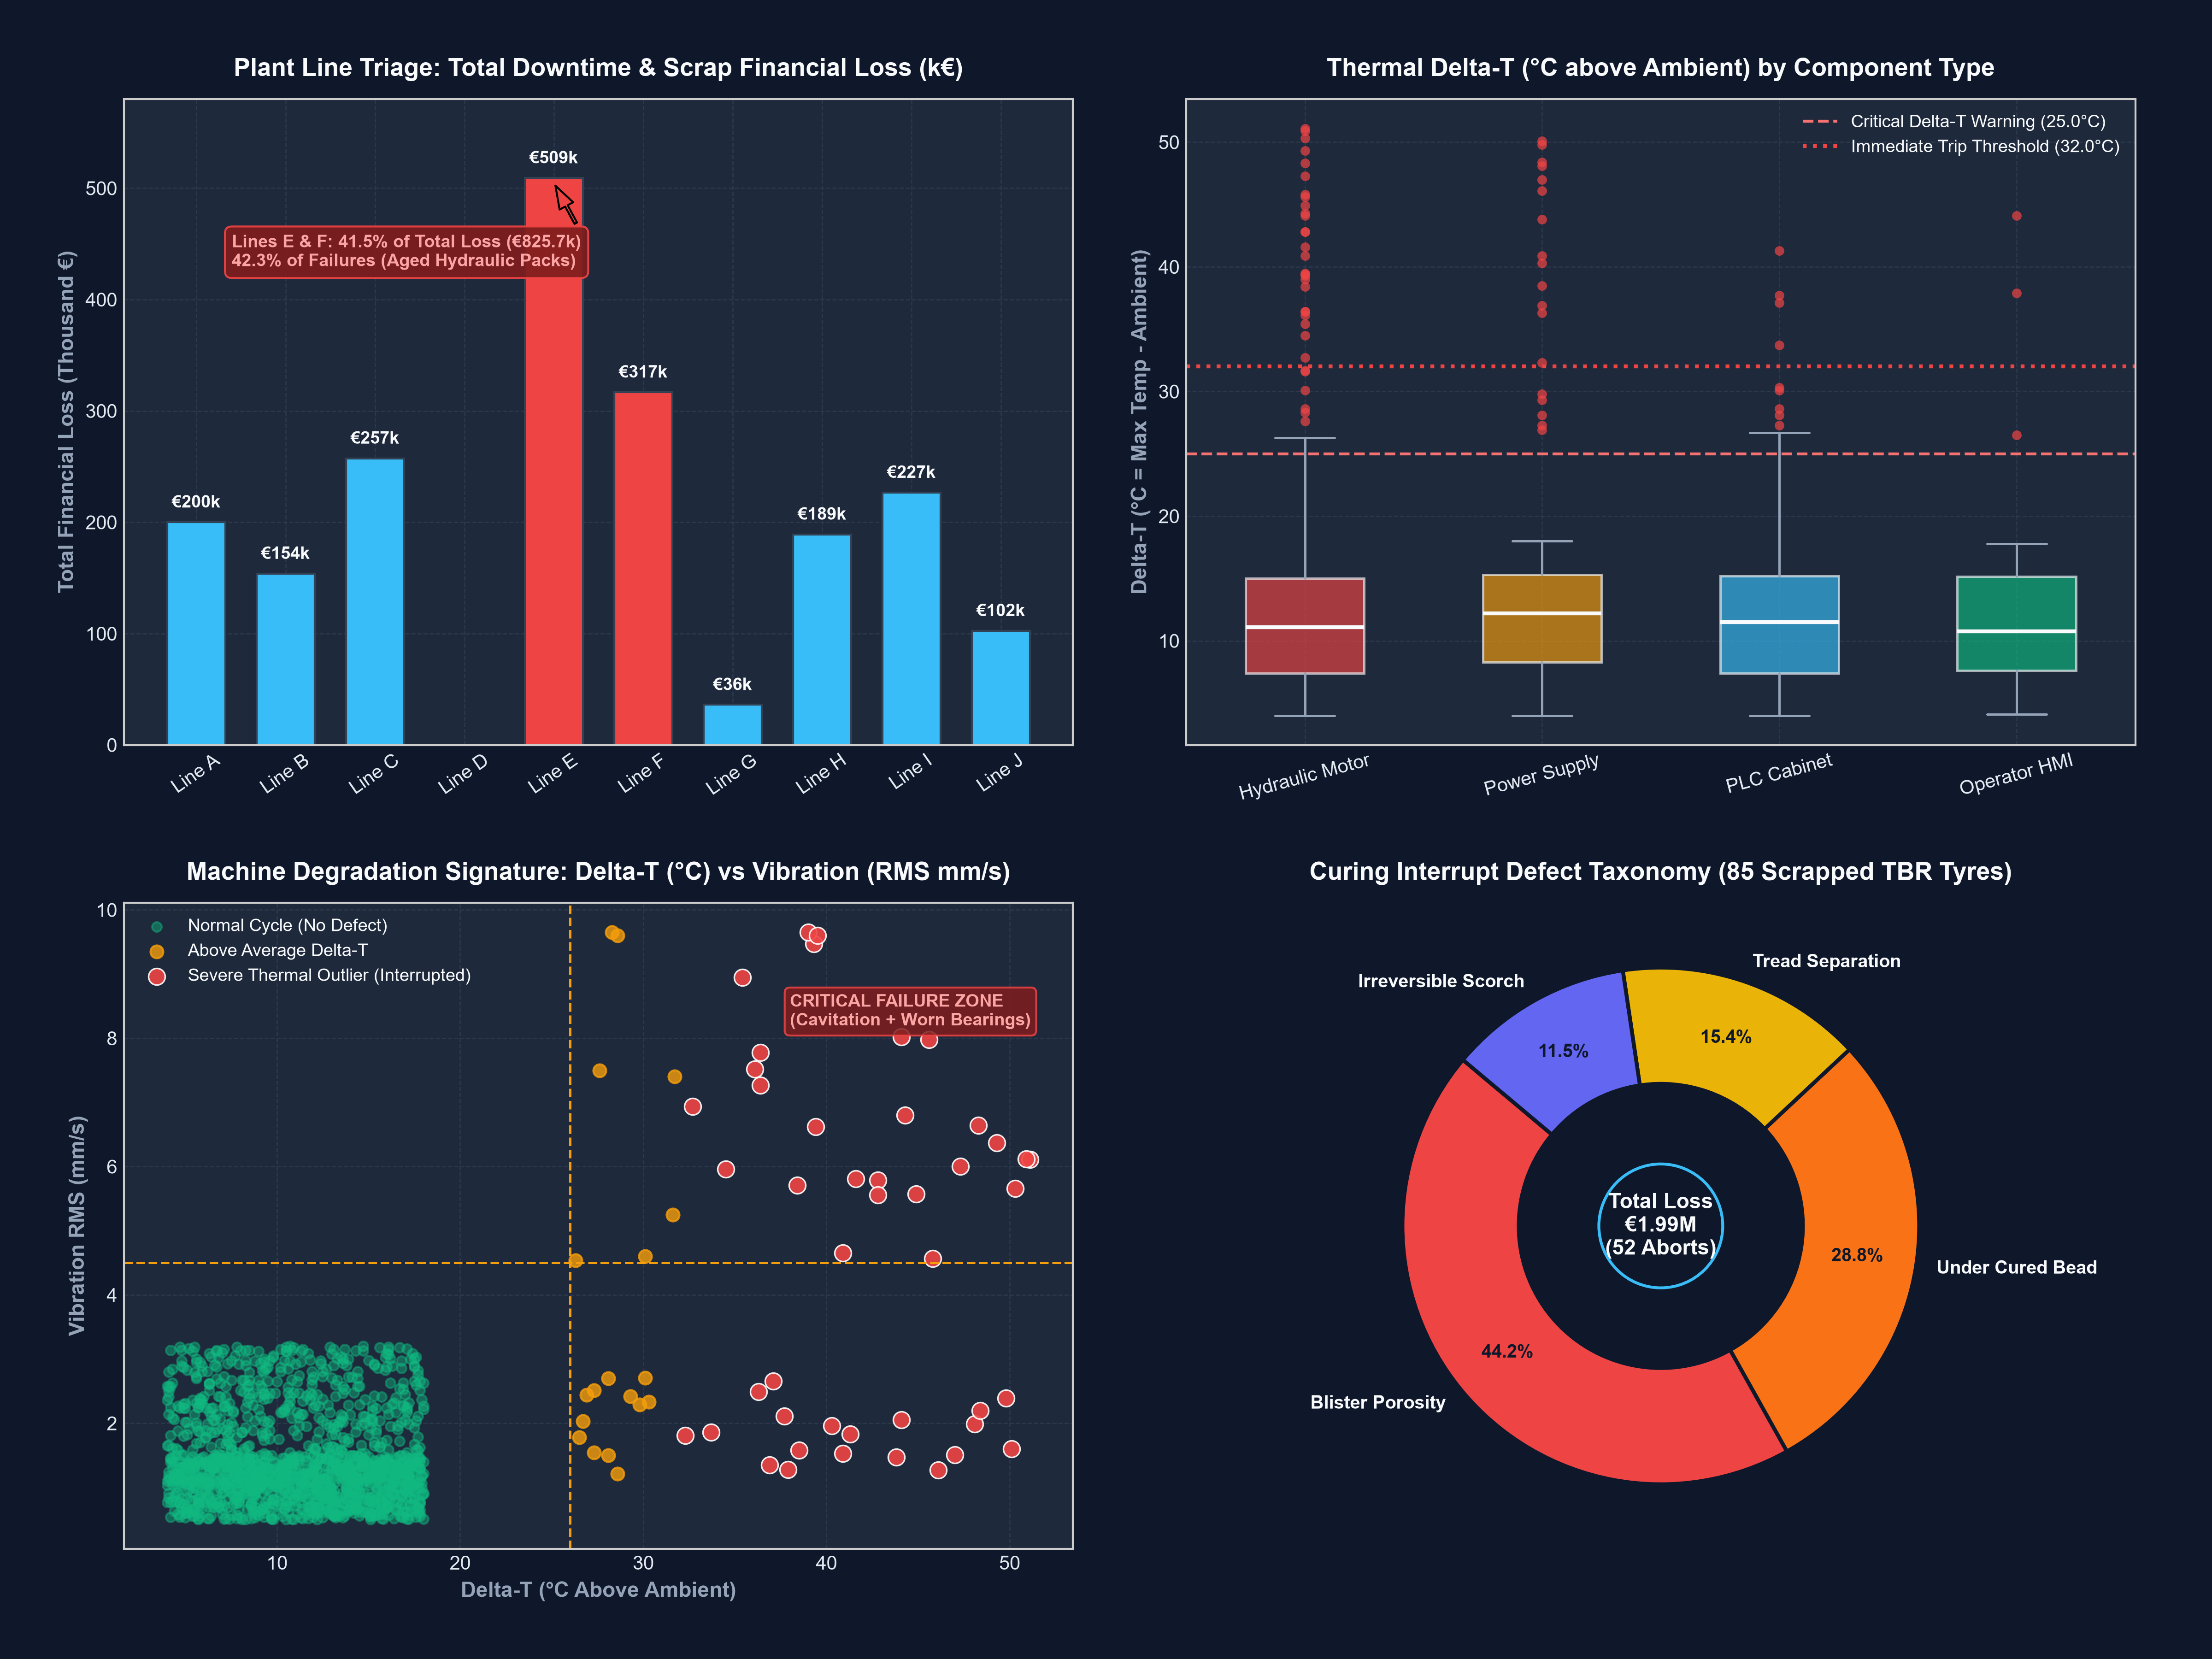 Plant Line Triage: Total Downtime & Scrap Financial Loss (k€)
Total Financial Loss (Thousand €)
500
400
300
200
100
0
€200k
€154k
€257k
€509k
€317k
€36k
€189k
€227k
€102k
Lines E & F: 41.5% of Total Loss (€825.7k)
42.3% of Failures (Aged Hydraulic Packs)
Line A
Line B
Line C
Line D
Line E
Line F
Line G
Line H
Line I
Line J
Thermal Delta-T (°C above Ambient) by Component Type
Delta-T (°C = Max Temp - Ambient)
Critical Delta-T Warning (25.0°C)
Immediate Trip Threshold (32.0°C)
50
40
30
20
10
Hydraulic Motor
Power Supply
PLC Cabinet
Operator HMI
Machine Degradation Signature: Delta-T (°C) vs Vibration (RMS mm/s)
Vibration RMS (mm/s)
10
8
6
4
2
Normal Cycle (No Defect)
Above Average Delta-T
Severe Thermal Outlier (Interrupted)
CRITICAL FAILURE ZONE
(Cavitation + Worn Bearings)
10
20
30
40
50
Delta-T (°C Above Ambient)
Curing Interrupt Defect Taxonomy (85 Scrapped TBR Tyres)
Tread Separation
Irreversible Scorch
15.4%
11.5%
Total Loss
€1.99M
(52 Aborts)
28.8%
Under Cured Bead
44.2%
Blister Porosity